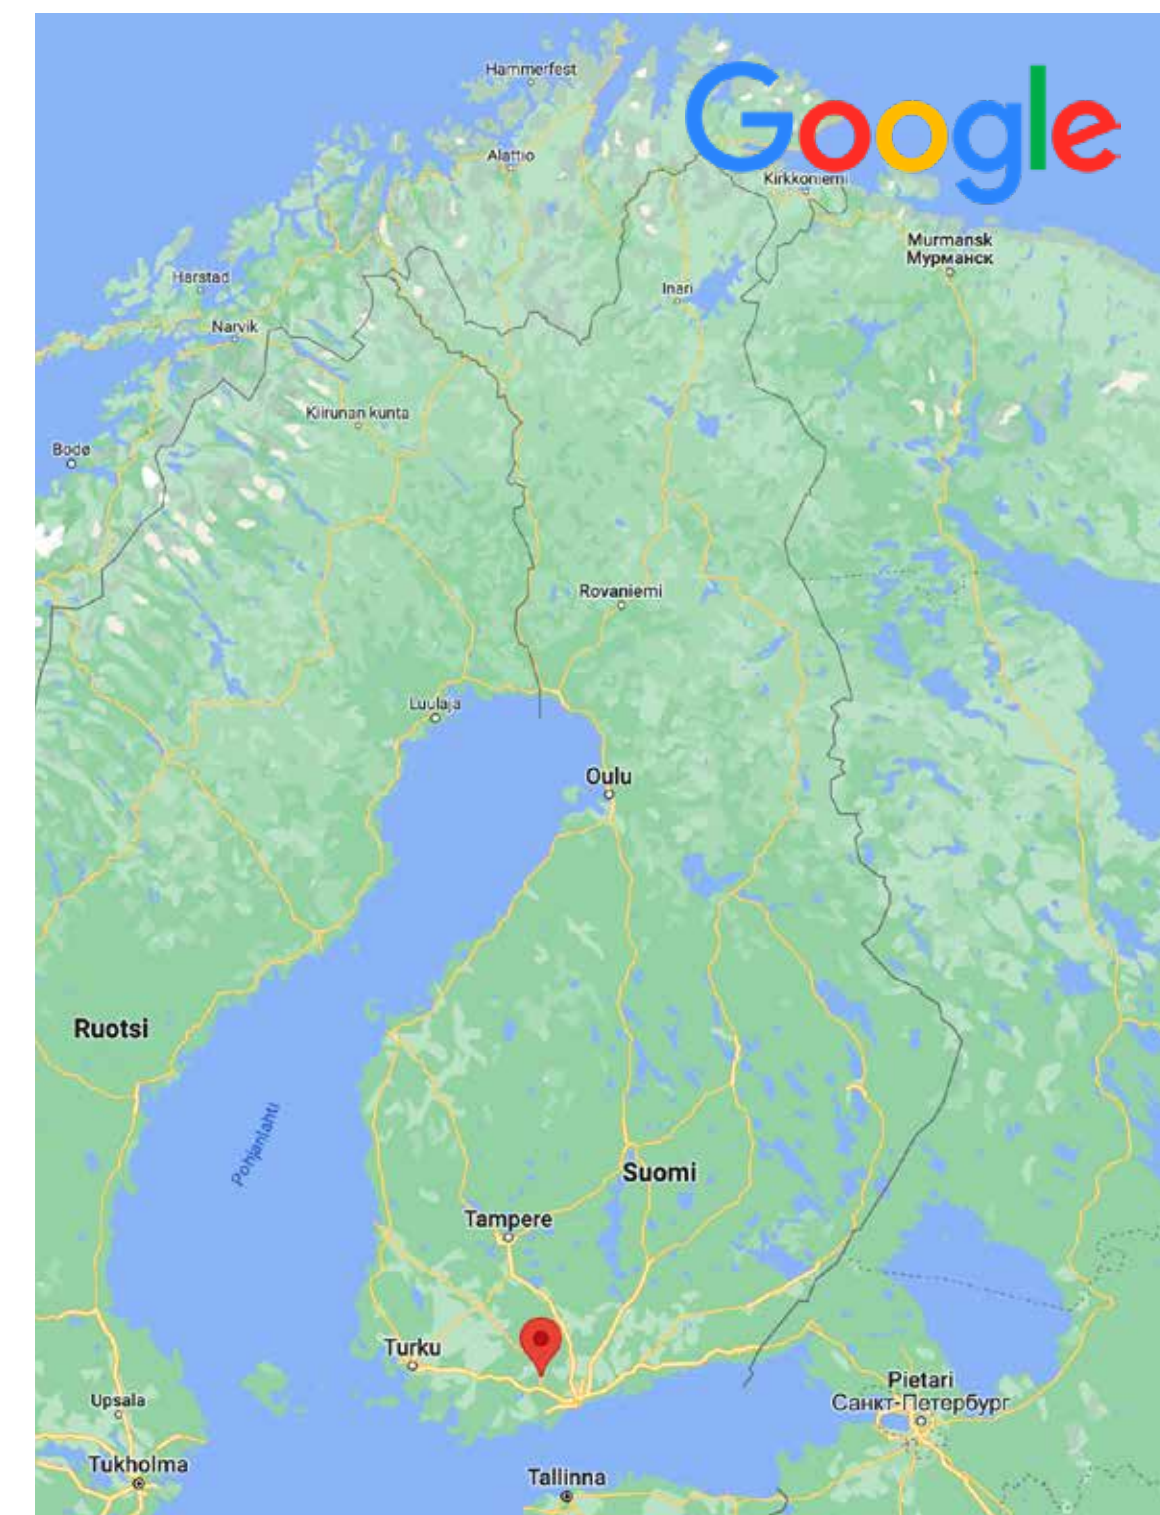 Hammerfest
Google
Alattio
Kirkkoniemi
Murmansk
Мурманск
Harstad
Inari
Narvik
Kiirunan kunta
Bodø
Rovaniemi
Luulaja
Oulu
Ruotsi
Pohjanlahti
Suomi
Tampere
Turku
Pietari
Санкт-Петербург
Upsala
Tukholma
Tallinna